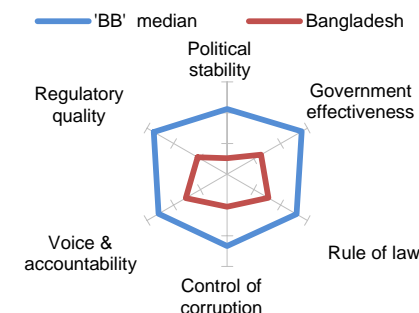 'BB' median
Bangladesh
Political
stability
Government
effectiveness
Rule of law
Control of
corruption
Voice &
accountability
Regulatory
quality